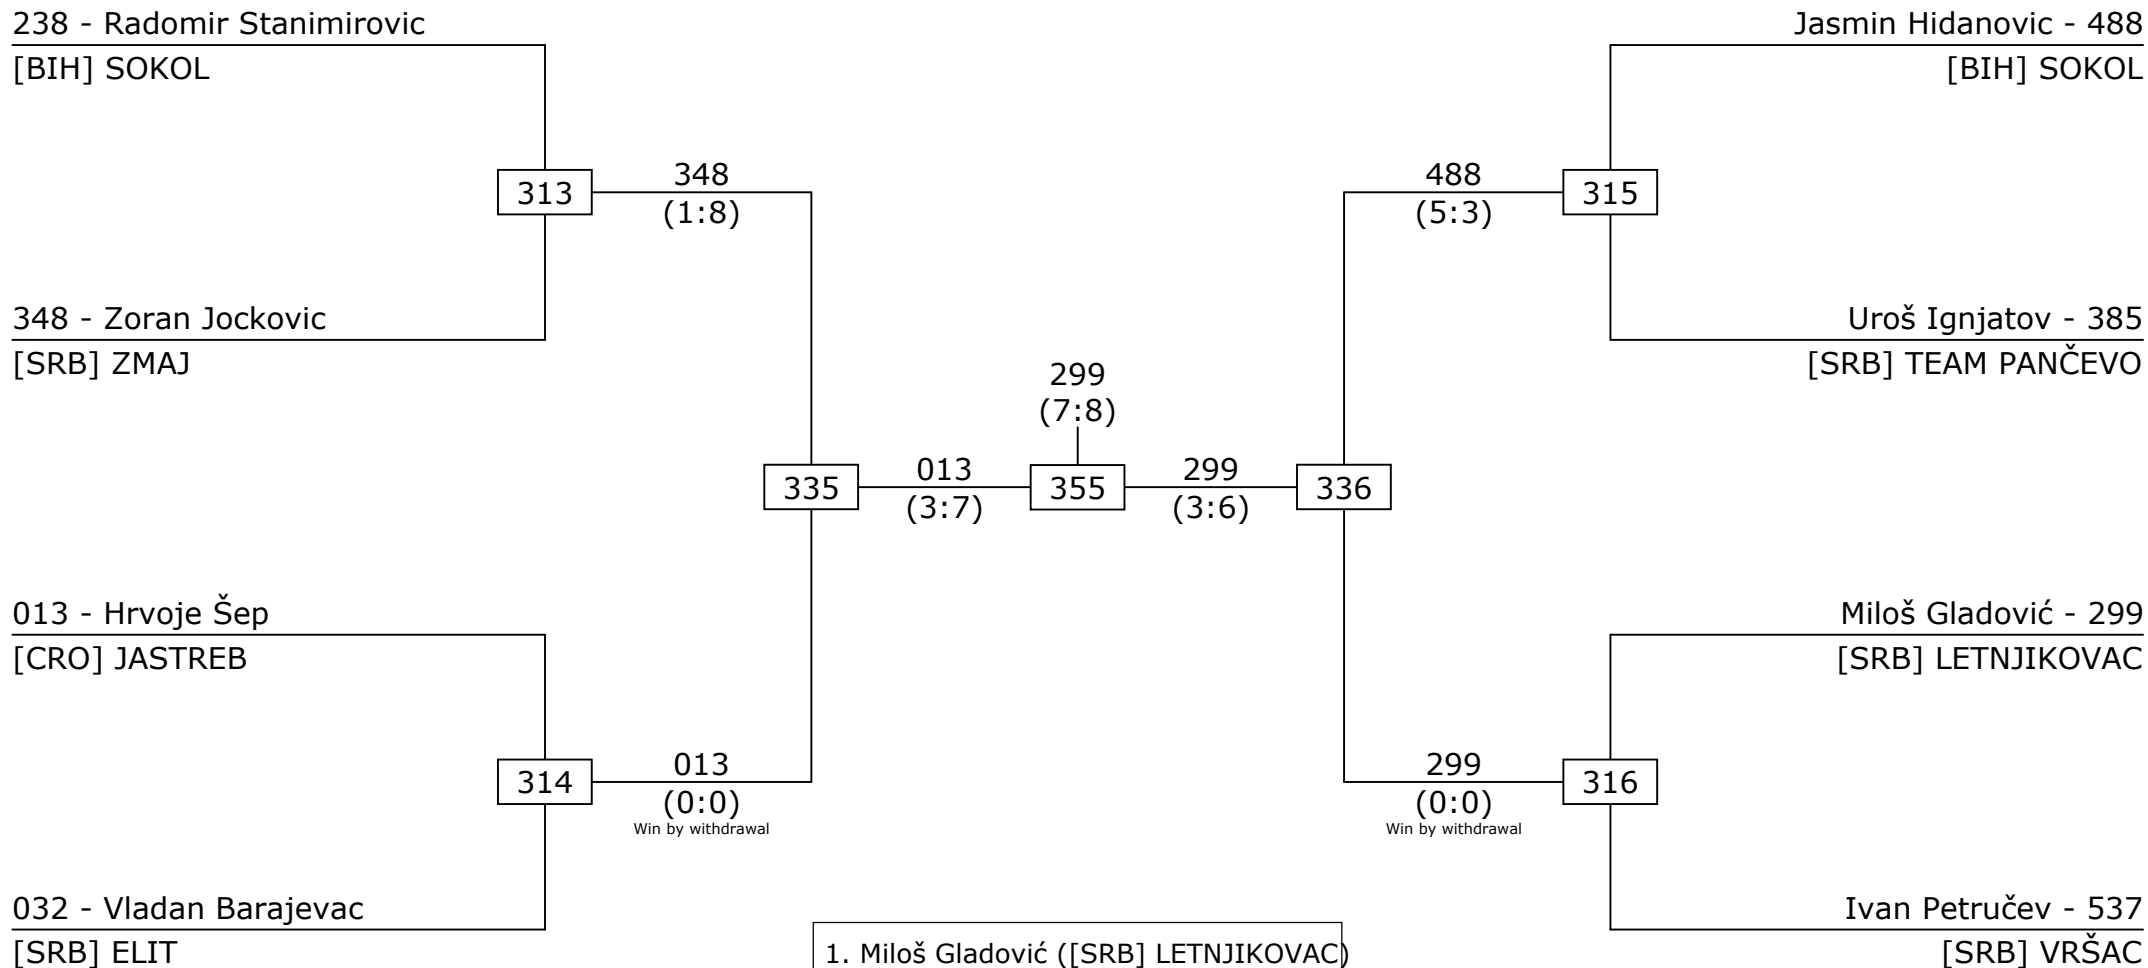 238 - Radomir Stanimirovic
[BIH] SOKOL
313
348
(1:8)
348 - Zoran Jockovic
[SRB] ZMAJ
013 - Hrvoje Šep
[CRO] JASTREB
314
013
(0:0)
Win by withdrawal
032 - Vladan Barajevac
[SRB] ELIT
335
013
(3:7)
299
(7:8)
355
299
(3:6)
336
Jasmin Hidanovic - 488
[BIH] SOKOL
488
(5:3)
315
Uroš Ignjatov - 385
[SRB] TEAM PANČEVO
Miloš Gladović - 299
[SRB] LETNJIKOVAC
299
(0:0)
Win by withdrawal
316
Ivan Petručev - 537
[SRB] VRŠAC
1. Miloš Gladović ([SRB] LETNJIKOVAC)